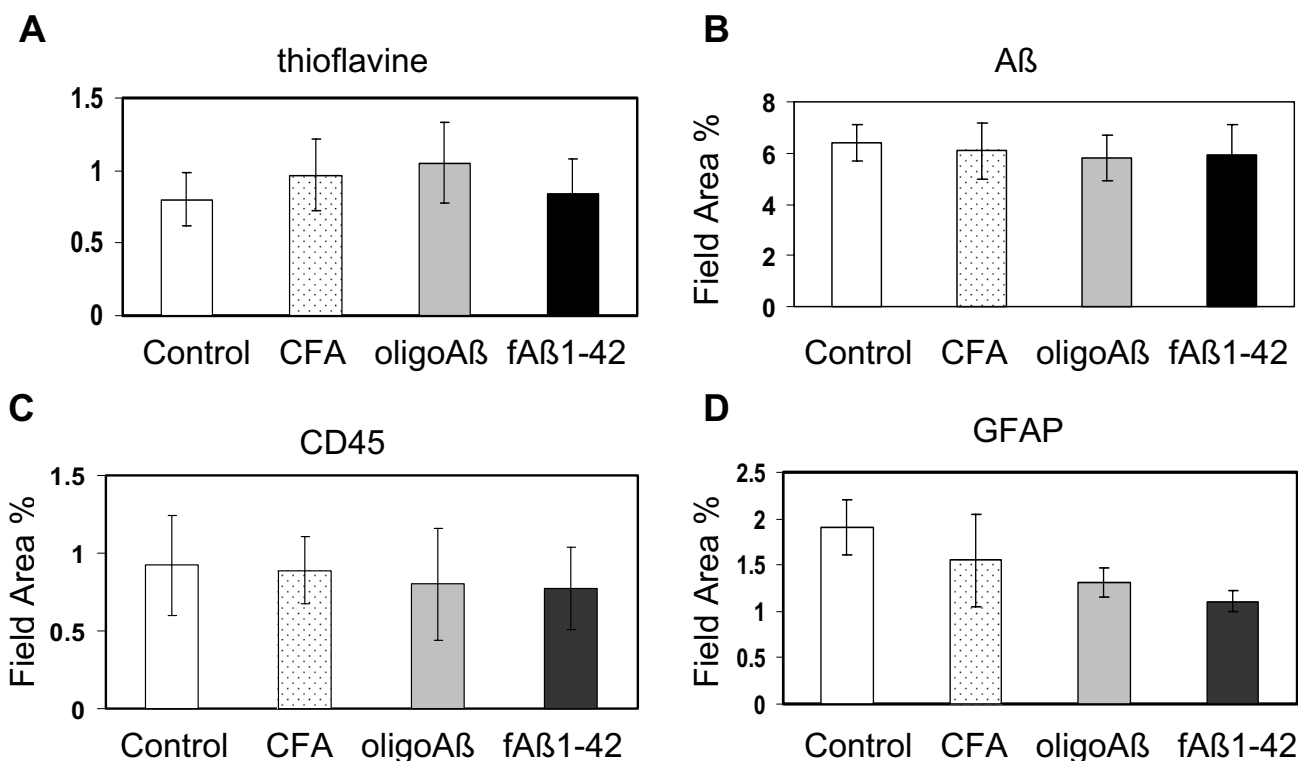 A
thioflavine
1.5
1
0.5
0
Control CFA oligoAß fAß1-42
B
Aß
Field Area %
8
6
4
2
0
Control CFA oligoAß fAß1-42
C
CD45
Field Area %
1.5
1
0.5
0
Control CFA oligoAß fAß1-42
D
GFAP
Field Area %
2.5
2
1.5
1
0.5
0
Control CFA oligoAß fAß1-42